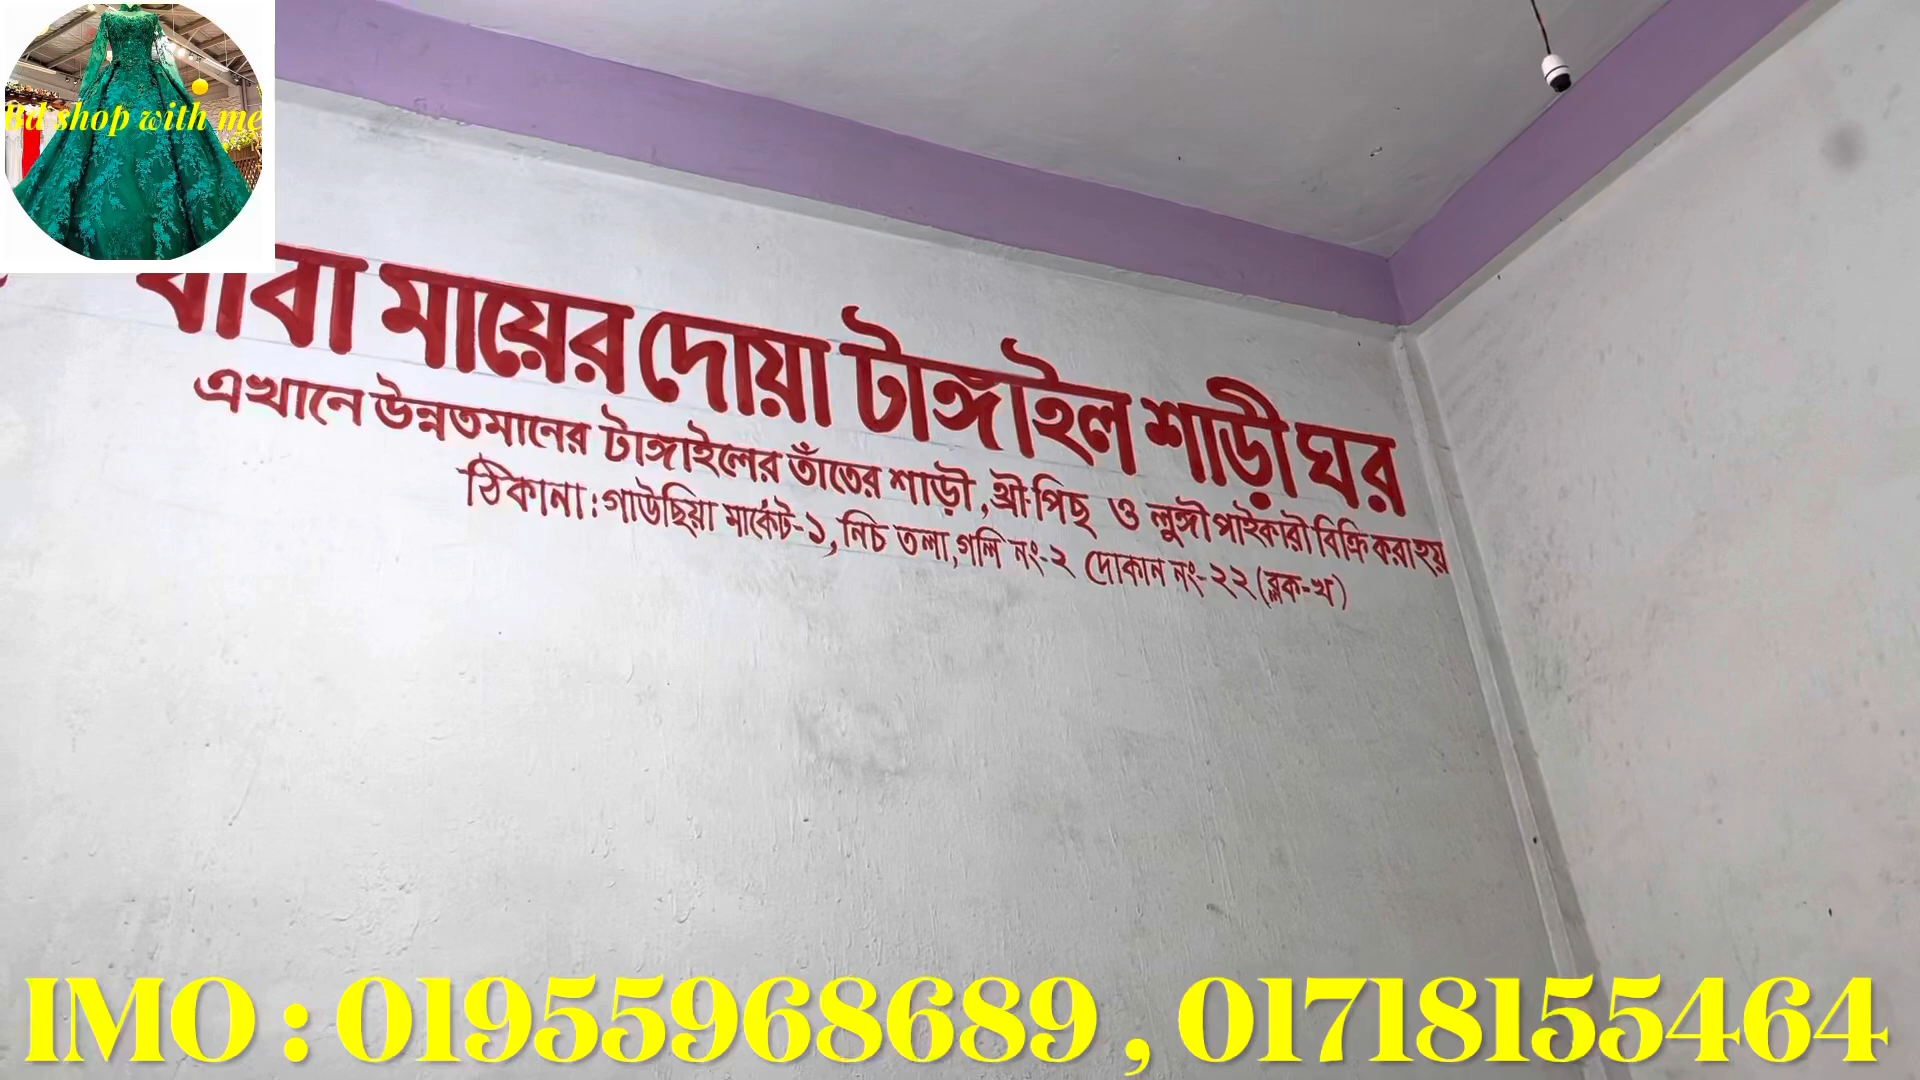 Bd shop with me
বাবা মায়ের দোয়া টাঙ্গাইল শাড়ী ঘর
এখানে উন্নতমানের টাঙ্গাইলের তাঁতের শাড়ী, থ্রী-পিছ ও লুঙ্গী পাইকারী বিক্রি করা হয়
ঠিকানা: গাউছিয়া মার্কেট-১, নিচ তলা, গলি নং-২ দোকান নং-২২ (ব্লক-খ)
IMO : 01955968689 , 01718155464